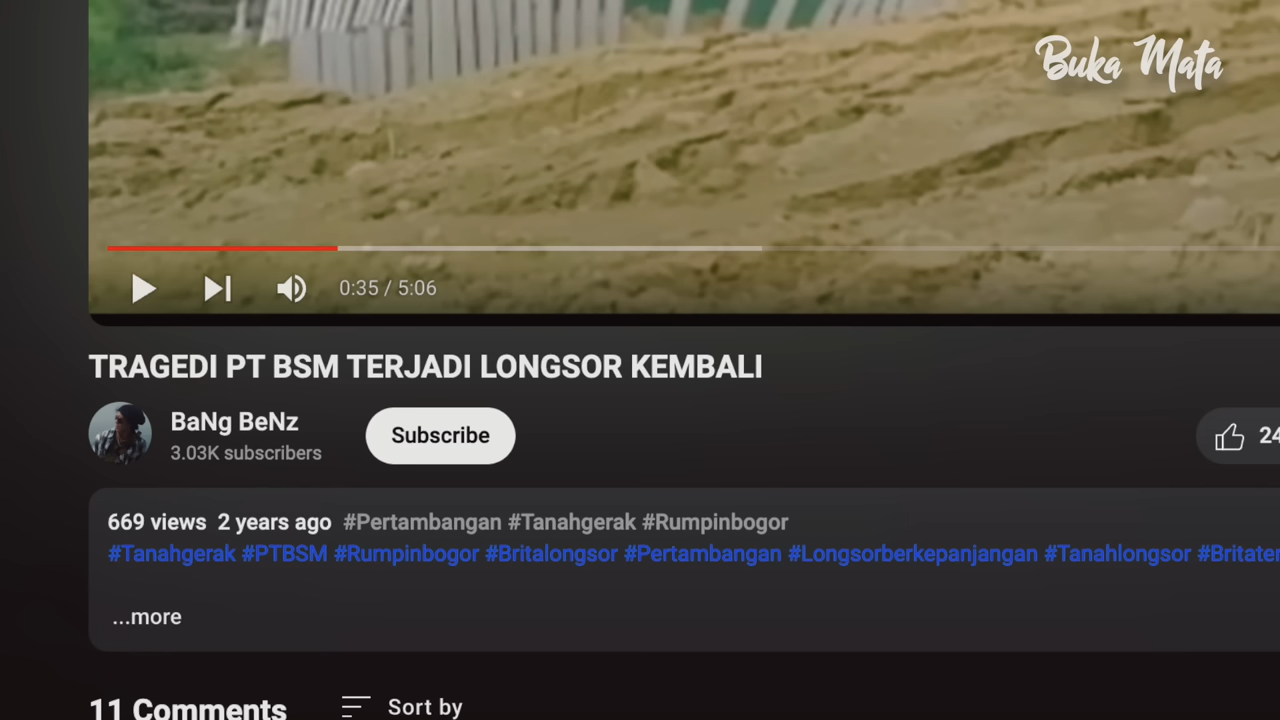 Buka Mata
0:35 / 5:06
TRAGEDI PT BSM TERJADI LONGSOR KEMBALI
BaNg BeNz
3.03K subscribers
Subscribe
24
669 views 2 years ago #Pertambangan #Tanahgerak #Rumpinbogor
#Tanahgerak #PTBSM #Rumpinbogor #Britalongsor #Pertambangan #Longsorberkepanjangan #Tanahlongsor
...more
11 Comments
Sort by